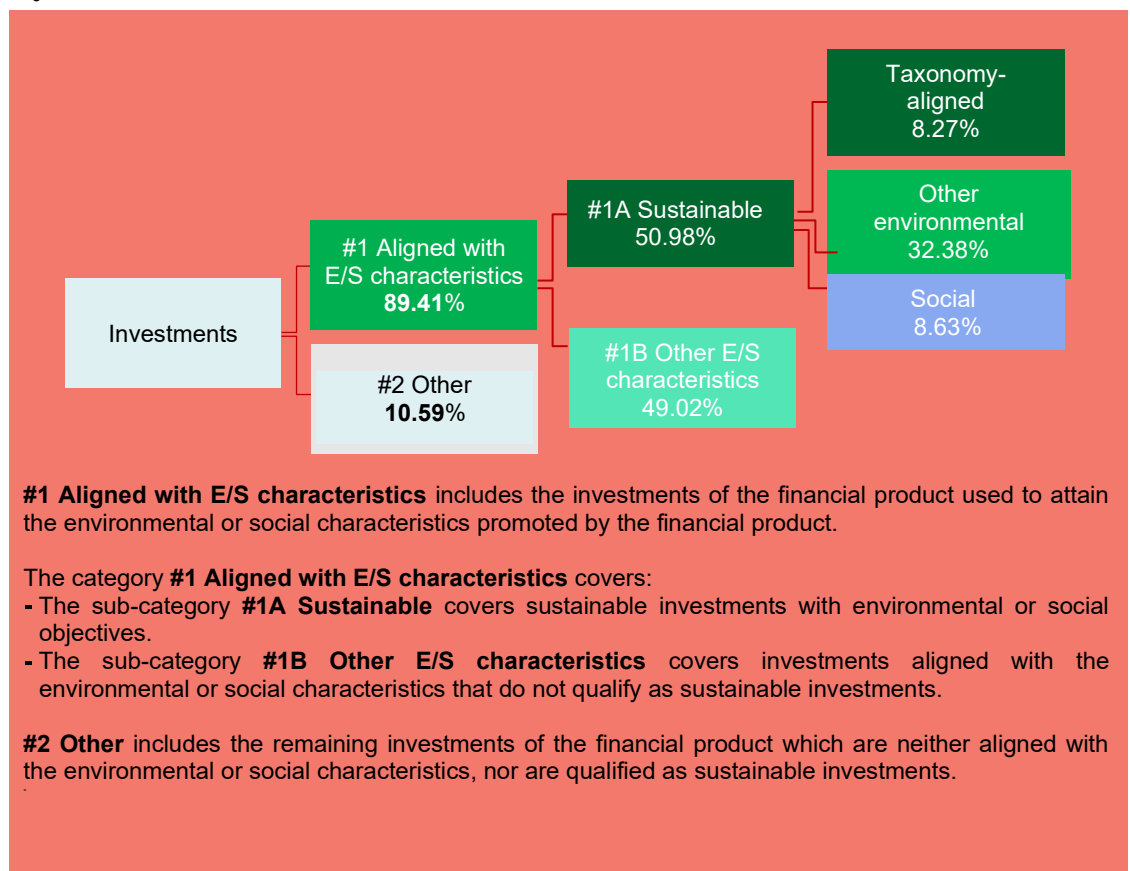 Taxonomy-
aligned
8.27%
Other
environmental
32.38%
Social
8.63%
#1A Sustainable
50.98%
#1B Other E/S
characteristics
49.02%
#1 Aligned with
E/S characteristics
89.41%
#2 Other
10.59%
Investments
#1 Aligned with E/S characteristics includes the investments of the financial product used to attain
the environmental or social characteristics promoted by the financial product.
The category #1 Aligned with E/S characteristics covers:
- The sub-category #1A Sustainable covers sustainable investments with environmental or social
objectives.
- The sub-category #1B Other E/S characteristics covers investments aligned with the
environmental or social characteristics that do not qualify as sustainable investments.
#2 Other includes the remaining investments of the financial product which are neither aligned with
the environmental or social characteristics, nor are qualified as sustainable investments.